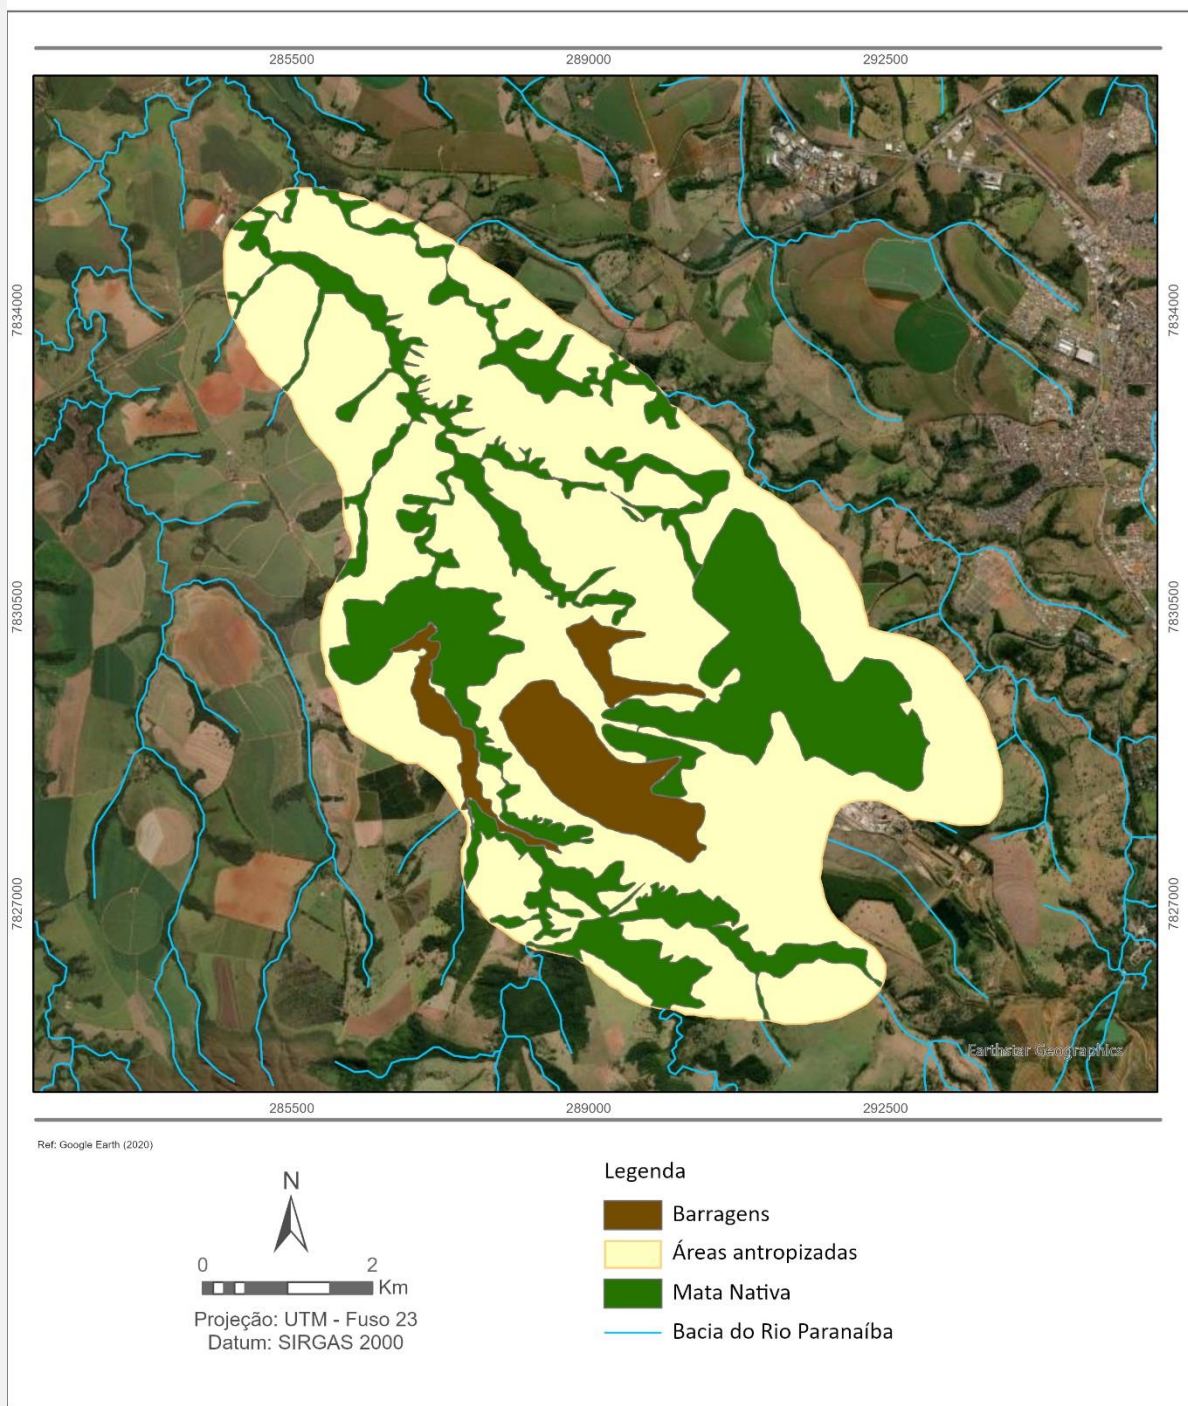 285500 289000 292500
7834000 7834000
7830500 7830500
7827000 7827000
Earthstar Geographics
285500 289000 292500
Ref: Google Earth (2020)
N
0 2
Km
Projeção: UTM - Fuso 23
Datum: SIRGAS 2000
Legenda
Barragens
Áreas antropizadas
Mata Nativa
Bacia do Rio Paranaíba